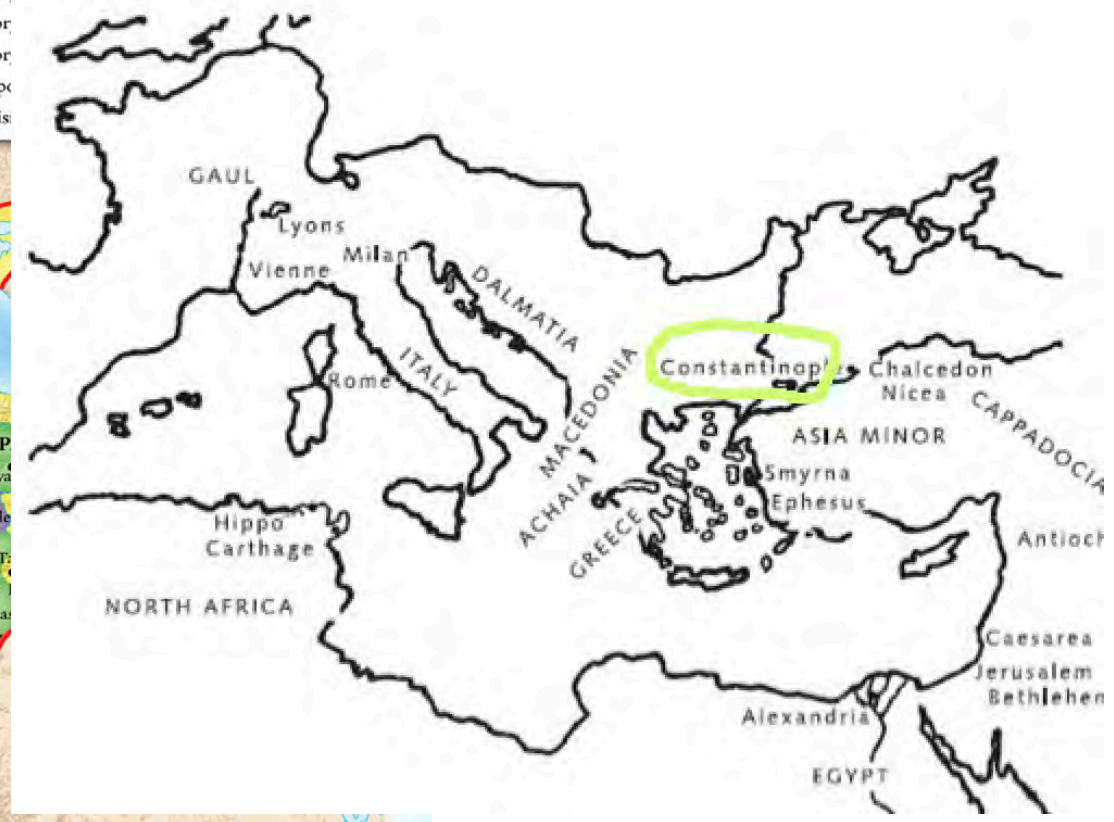 GAUL
Lyons
Milan
Vienne
DALMATIA
ITALY
Rome
MACEDONIA
Constantinople
Chalcedon
Nicea
CAPPADOCIA
ASIA MINOR
Smyrna
Ephesus
ACHAIA
GREECE
Hippo
Carthage
NORTH AFRICA
Antioch
Caesarea
Jerusalem
Bethlehem
Alexandria
EGYPT